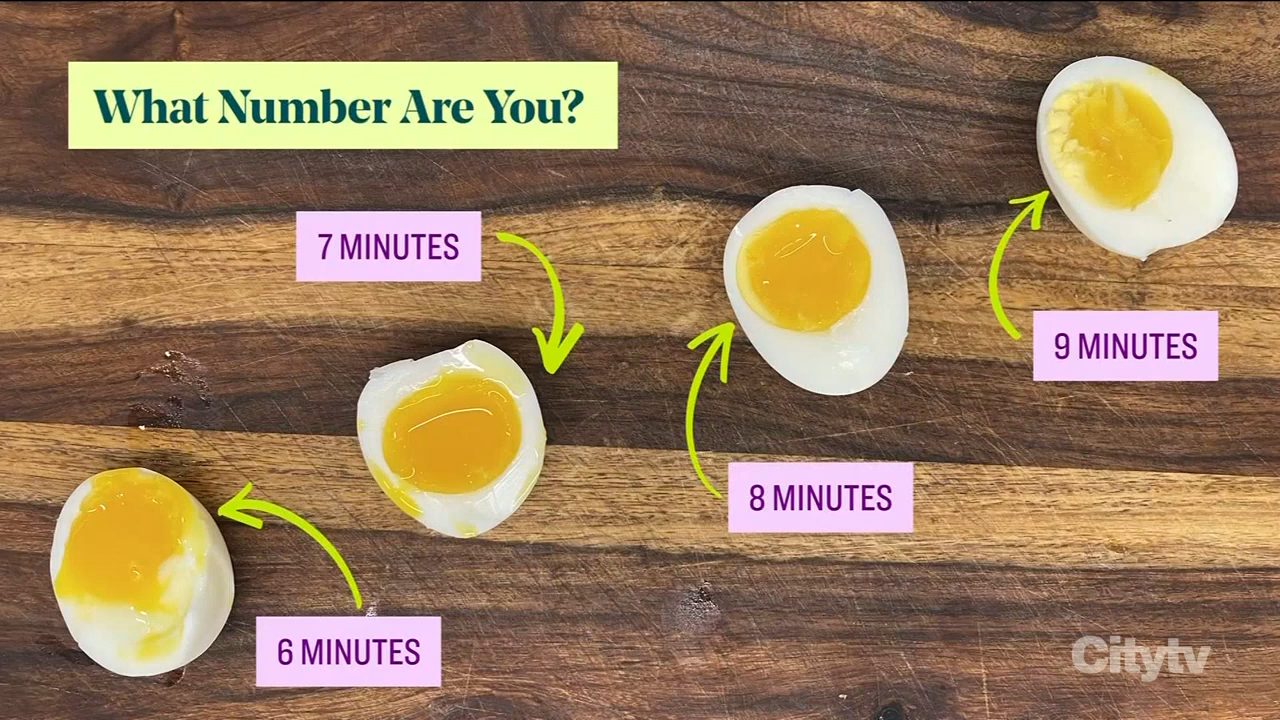 What Number Are You?
7 MINUTES
9 MINUTES
8 MINUTES
6 MINUTES
Citytv